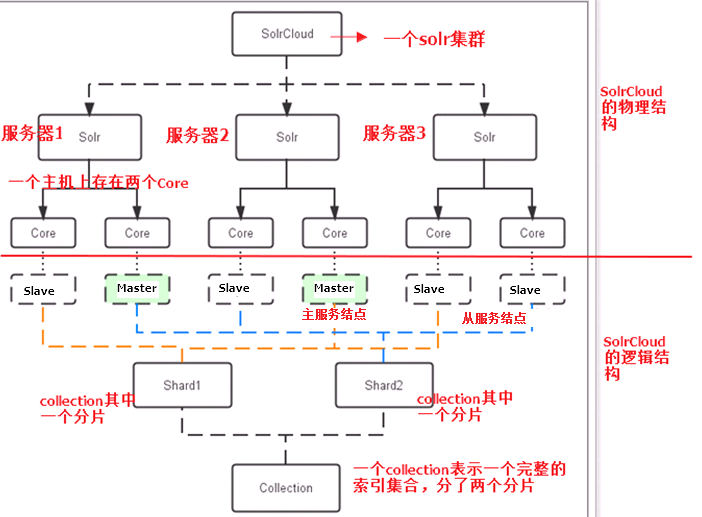 SolrCloud
一个solr集群
SolrCloud
的物理结
构
服务器1
Solr
服务器2
Solr
服务器3
Solr
一个主机上存在两个Core
Core
Core
Core
Core
Core
Core
Slave
Master
Slave
Master
Slave
Slave
主服务结点
从服务结点
SolrCloud
的逻辑结
构
Shard1
Shard2
collection其中
一个分片
collection其中
一个分片
Collection
一个collection表示一个完整的
索引集合，分了两个分片